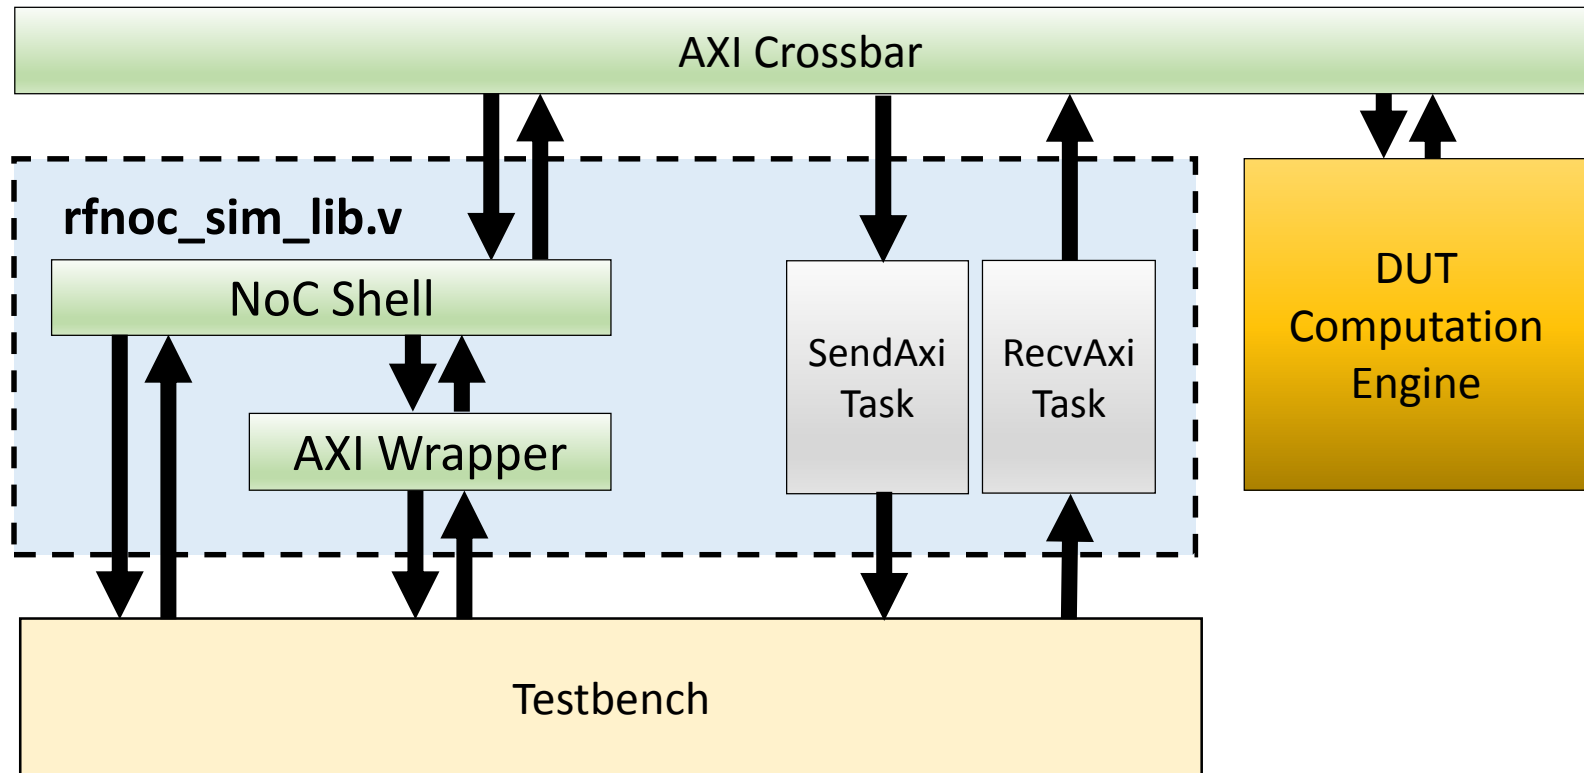 AXI Crossbar
rfnoc_sim_lib.v
NoC Shell
AXI Wrapper
SendAxi
Task
RecvAxi
Task
DUT
Computation
Engine
Testbench